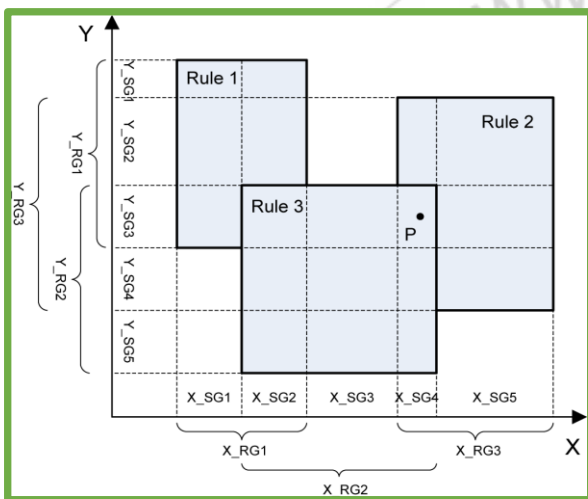 Y
Rule 1
Rule 2
Rule 3
P
Y_SG1
Y_SG2
Y_SG3
Y_SG4
Y_SG5
Y_RG1
Y_RG3
Y_RG2
X_SG1
X_SG2
X_SG3
X_SG4
X_SG5
X
X_RG1
X_RG3
X_RG2